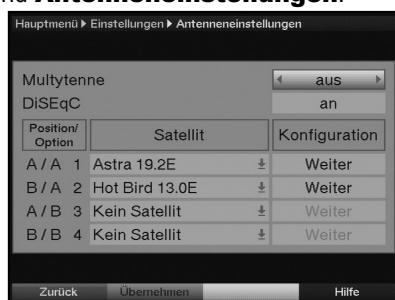 Antenneneinstellungen.
Hauptmenü ▸ Einstellungen ▸ Antenneneinstellungen
Multytenne aus
DiSEqC an
Position/Option Satellit Konfiguration
A / A 1 Astra 19.2E Weiter
B / A 2 Hot Bird 13.0E Weiter
A / B 3 Kein Satellit Weiter
B / B 4 Kein Satellit Weiter
Zurück Übernehmen Hilfe